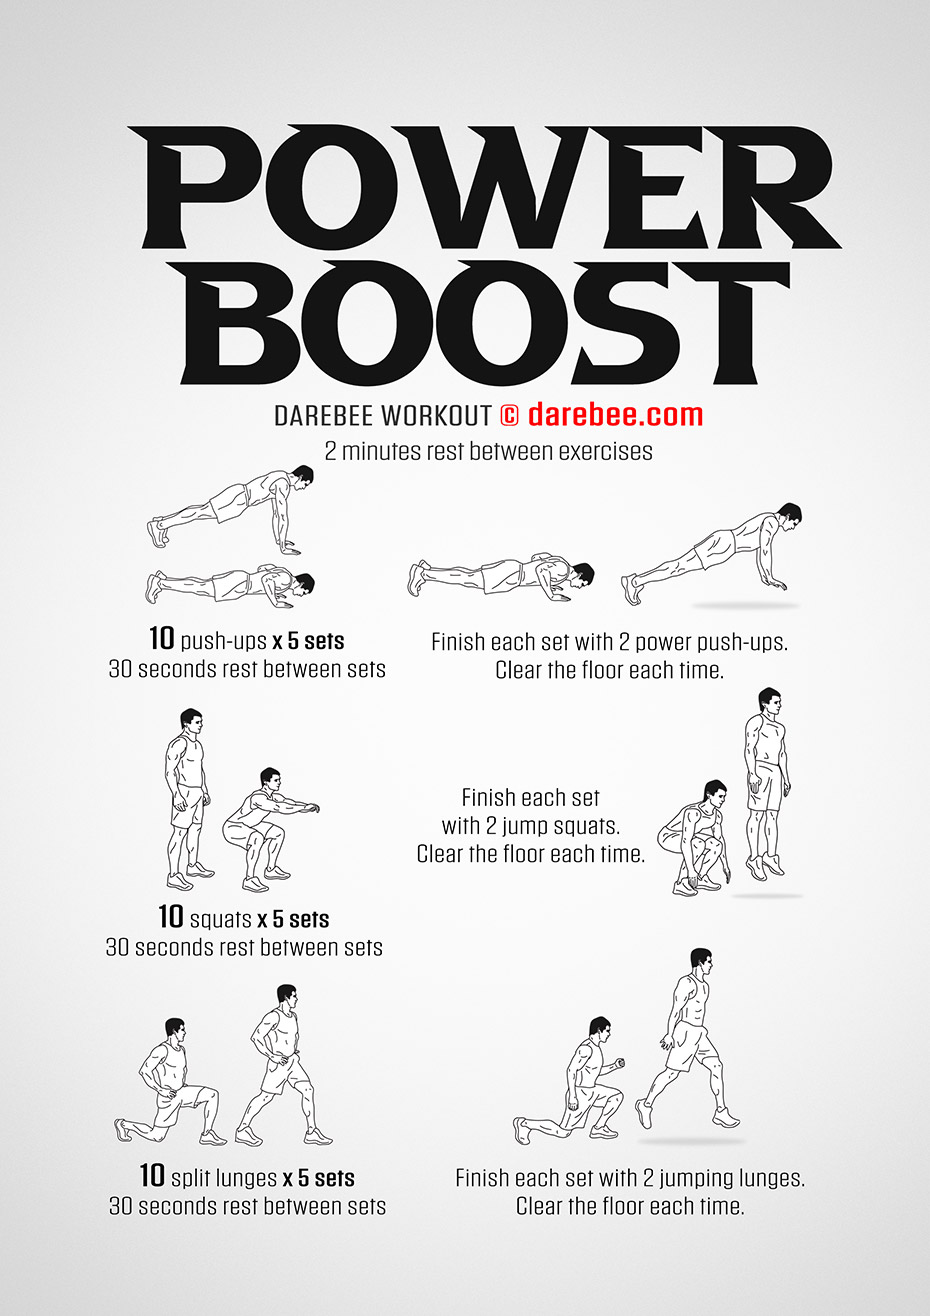 POWER
BOOST
DAREBEE WORKOUT © darebee.com
2 minutes rest between exercises
10 push-ups x 5 sets
30 seconds rest between sets
Finish each set with 2 power push-ups.
Clear the floor each time.
Finish each set
with 2 jump squats.
Clear the floor each time.
10 squats x 5 sets
30 seconds rest between sets
10 split lunges x 5 sets
30 seconds rest between sets
Finish each set with 2 jumping lunges.
Clear the floor each time.